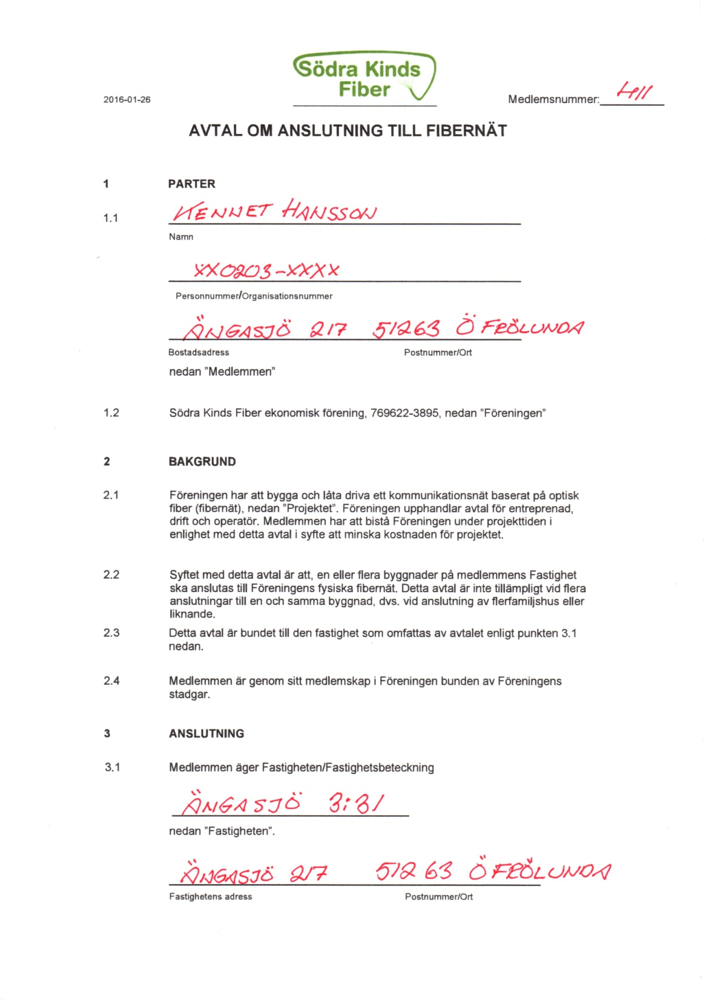 Södra Kinds
Fiber
2016-01-26
Medlemsnummer: 411
AVTAL OM ANSLUTNING TILL FIBERNÄT
1 PARTER
1.1 KENNET HANSSON
Namn
XX0203-XXXX
Personnummer/Organisationsnummer
ÄNGASJÖ 217 51263 Ö FRÖLUNDA
Bostadsadress Postnummer/Ort
nedan "Medlemmen"
1.2 Södra Kinds Fiber ekonomisk förening, 769622-3895, nedan "Föreningen"
2 BAKGRUND
2.1 Föreningen har att bygga och låta driva ett kommunikationsnät baserat på optisk
fiber (fibernät), nedan "Projektet". Föreningen upphandlar avtal för entreprenad,
drift och operatör. Medlemmen har att bistå Föreningen under projekttiden i
enlighet med detta avtal i syfte att minska kostnaden för projektet.
2.2 Syftet med detta avtal är att, en eller flera byggnader på medlemmens Fastighet
ska anslutas till Föreningens fysiska fibernät. Detta avtal är inte tillämpligt vid flera
anslutningar till en och samma byggnad, dvs. vid anslutning av flerfamiljshus eller
liknande.
2.3 Detta avtal är bundet till den fastighet som omfattas av avtalet enligt punkten 3.1
nedan.
2.4 Medlemmen är genom sitt medlemskap i Föreningen bunden av Föreningens
stadgar.
3 ANSLUTNING
3.1 Medlemmen äger Fastigheten/Fastighetsbeteckning
ÄNGASJÖ 3:31
nedan "Fastigheten".
ÄNGASJÖ 217 512 63 Ö FRÖLUNDA
Fastighetens adress Postnummer/Ort